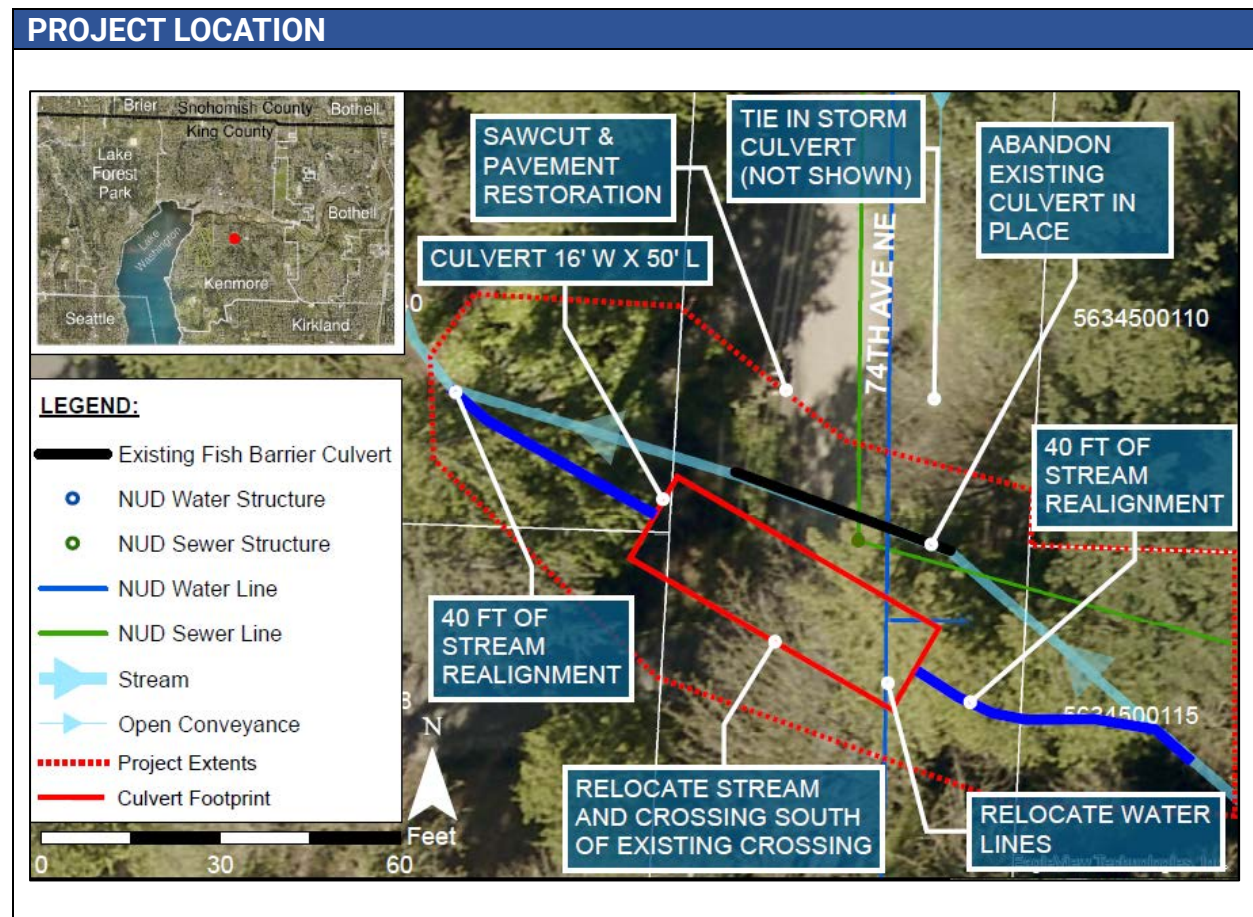 PROJECT LOCATION
Brier
Snohomish County
Bothell
King County
Lake
Forest
Park
Lake
Washington
Bothell
Kenmore
Seattle
Kirkland
SAWCUT &
PAVEMENT
RESTORATION
TIE IN STORM
CULVERT
(NOT SHOWN)
ABANDON
EXISTING
CULVERT IN
PLACE
CULVERT 16' W X 50' L
74TH AVE NE
5634500110
40 FT OF
STREAM
REALIGNMENT
LEGEND:
Existing Fish Barrier Culvert
NUD Water Structure
NUD Sewer Structure
NUD Water Line
NUD Sewer Line
Stream
Open Conveyance
Project Extents
Culvert Footprint
Feet
0 30 60
N
40 FT OF
STREAM
REALIGNMENT
5634500115
RELOCATE STREAM
AND CROSSING SOUTH
OF EXISTING CROSSING
RELOCATE WATER
LINES
EagleView Technologies, Inc.